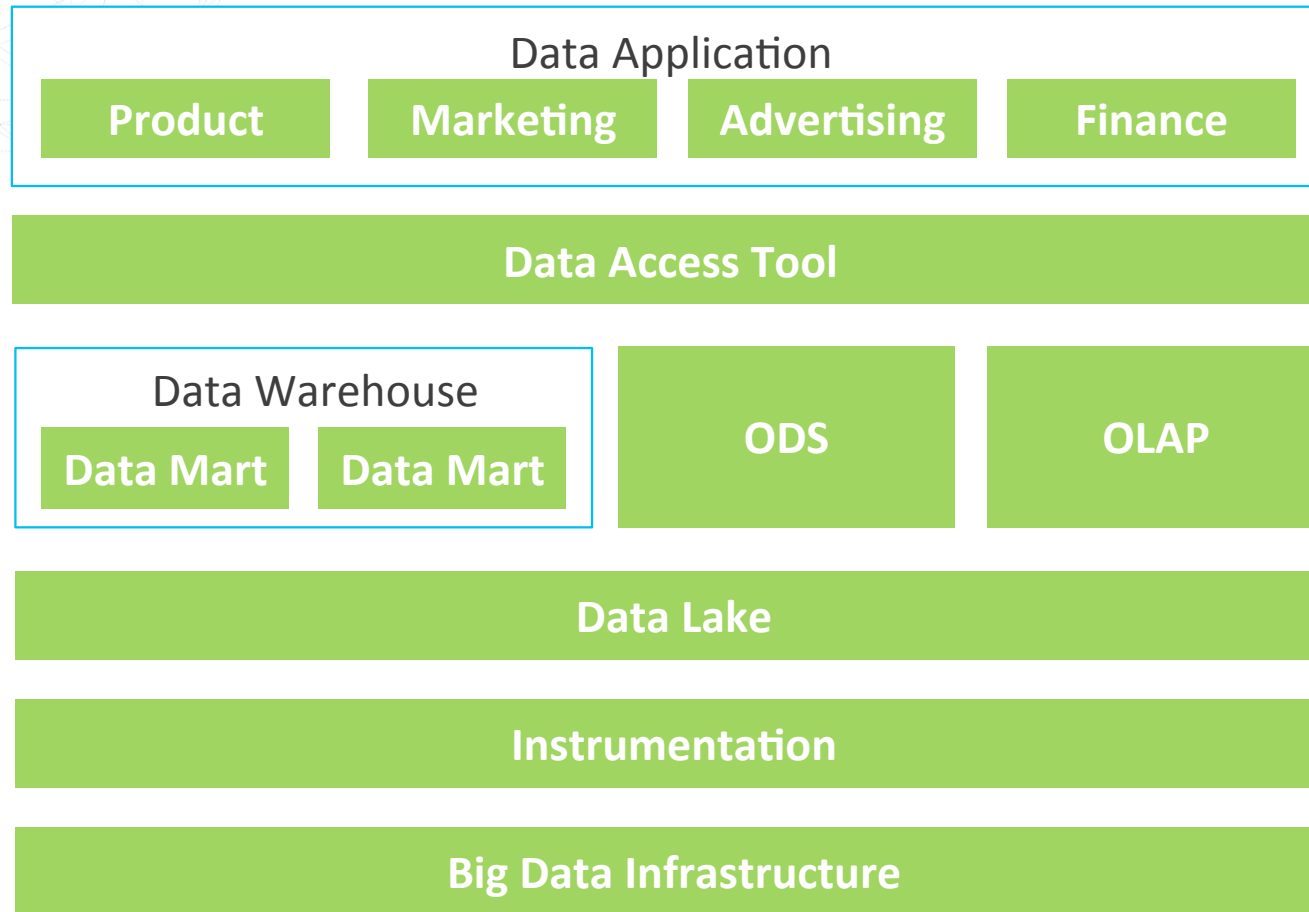 Data Application
Product
Marketing
Advertising
Finance
Data Access Tool
Data Warehouse
Data Mart
Data Mart
ODS
OLAP
Data Lake
Instrumentation
Big Data Infrastructure